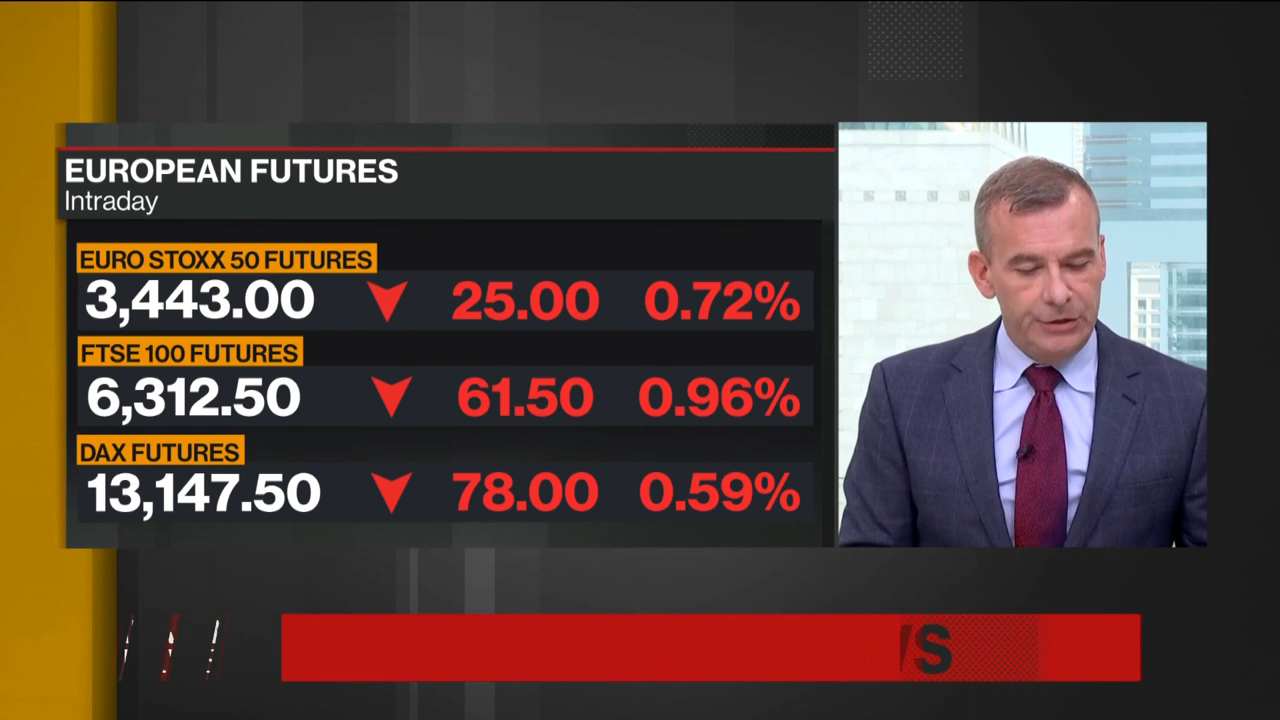 EUROPEAN FUTURES
Intraday
EURO STOXX 50 FUTURES
3,443.00 ▼ 25.00 0.72%
FTSE 100 FUTURES
6,312.50 ▼ 61.50 0.96%
DAX FUTURES
13,147.50 ▼ 78.00 0.59%